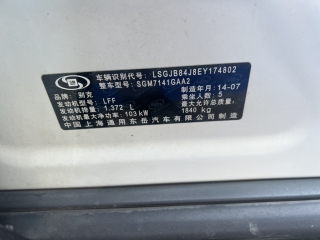 车辆识别代号: LSGJB84J8EY174802
整车型号: SGM7141GAA2
品牌: 别克 制造年月: 14-07
发动机型号: LFF 乘坐人数: 5
发动机排量: 1.372 L 最大允许总质量:
发动机最大净功率: 103 kW 1840 kg
中国上海通用东岳汽车有限公司制造